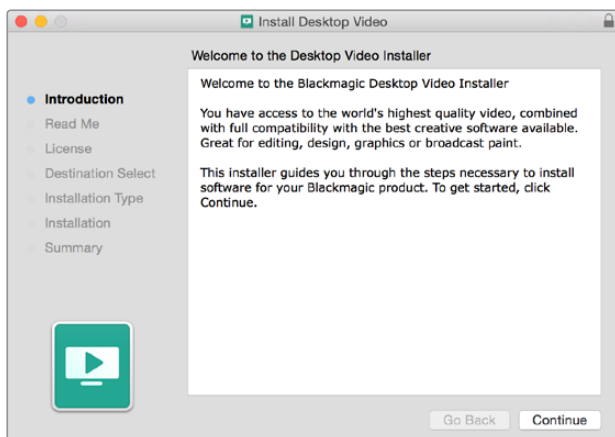 Install Desktop Video
Welcome to the Desktop Video Installer
Introduction
Read Me
License
Destination Select
Installation Type
Installation
Summary
Welcome to the Blackmagic Desktop Video Installer
You have access to the world's highest quality video, combined
with full compatibility with the best creative software available.
Great for editing, design, graphics or broadcast paint.
This installer guides you through the steps necessary to install
software for your Blackmagic product. To get started, click
Continue.
Go Back
Continue